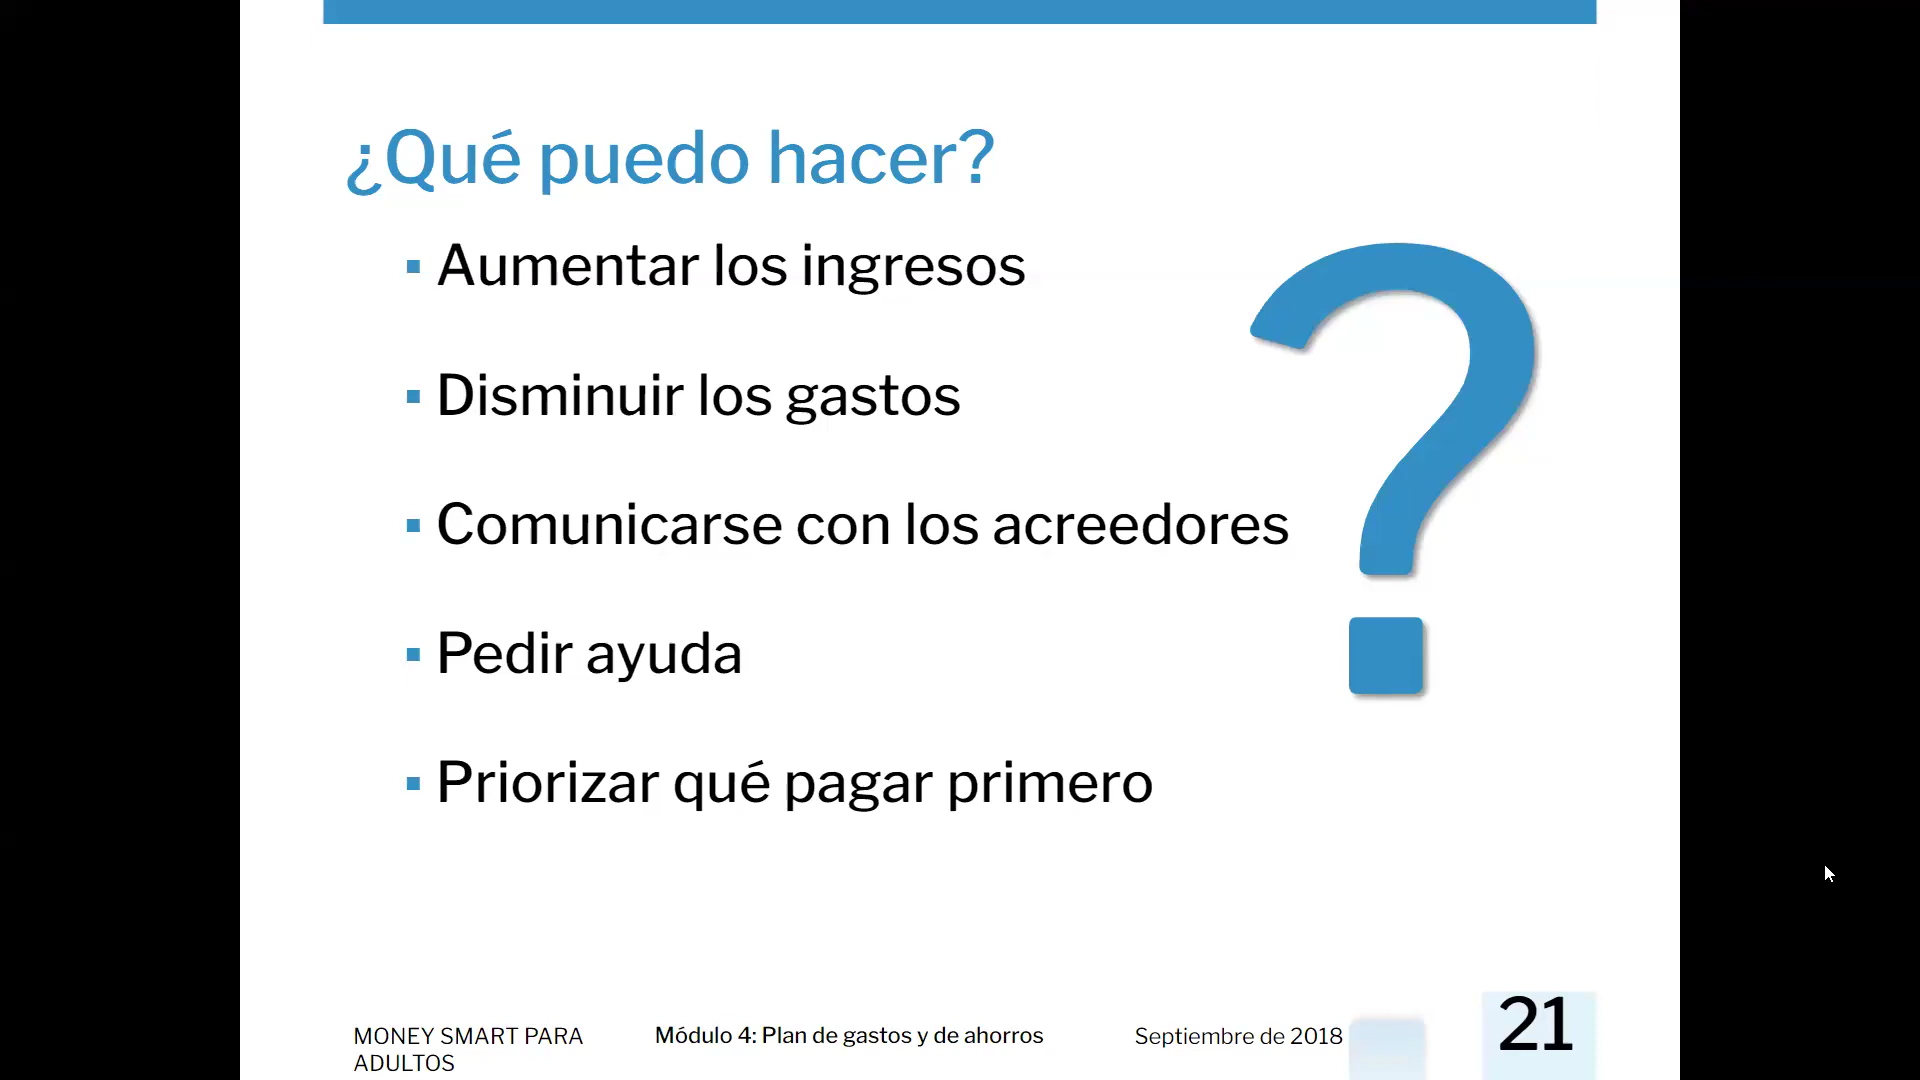 ¿Qué puedo hacer?
▪ Aumentar los ingresos
▪ Disminuir los gastos
▪ Comunicarse con los acreedores
▪ Pedir ayuda
▪ Priorizar qué pagar primero
?
MONEY SMART PARA
ADULTOS
Módulo 4: Plan de gastos y de ahorros
Septiembre de 2018
21